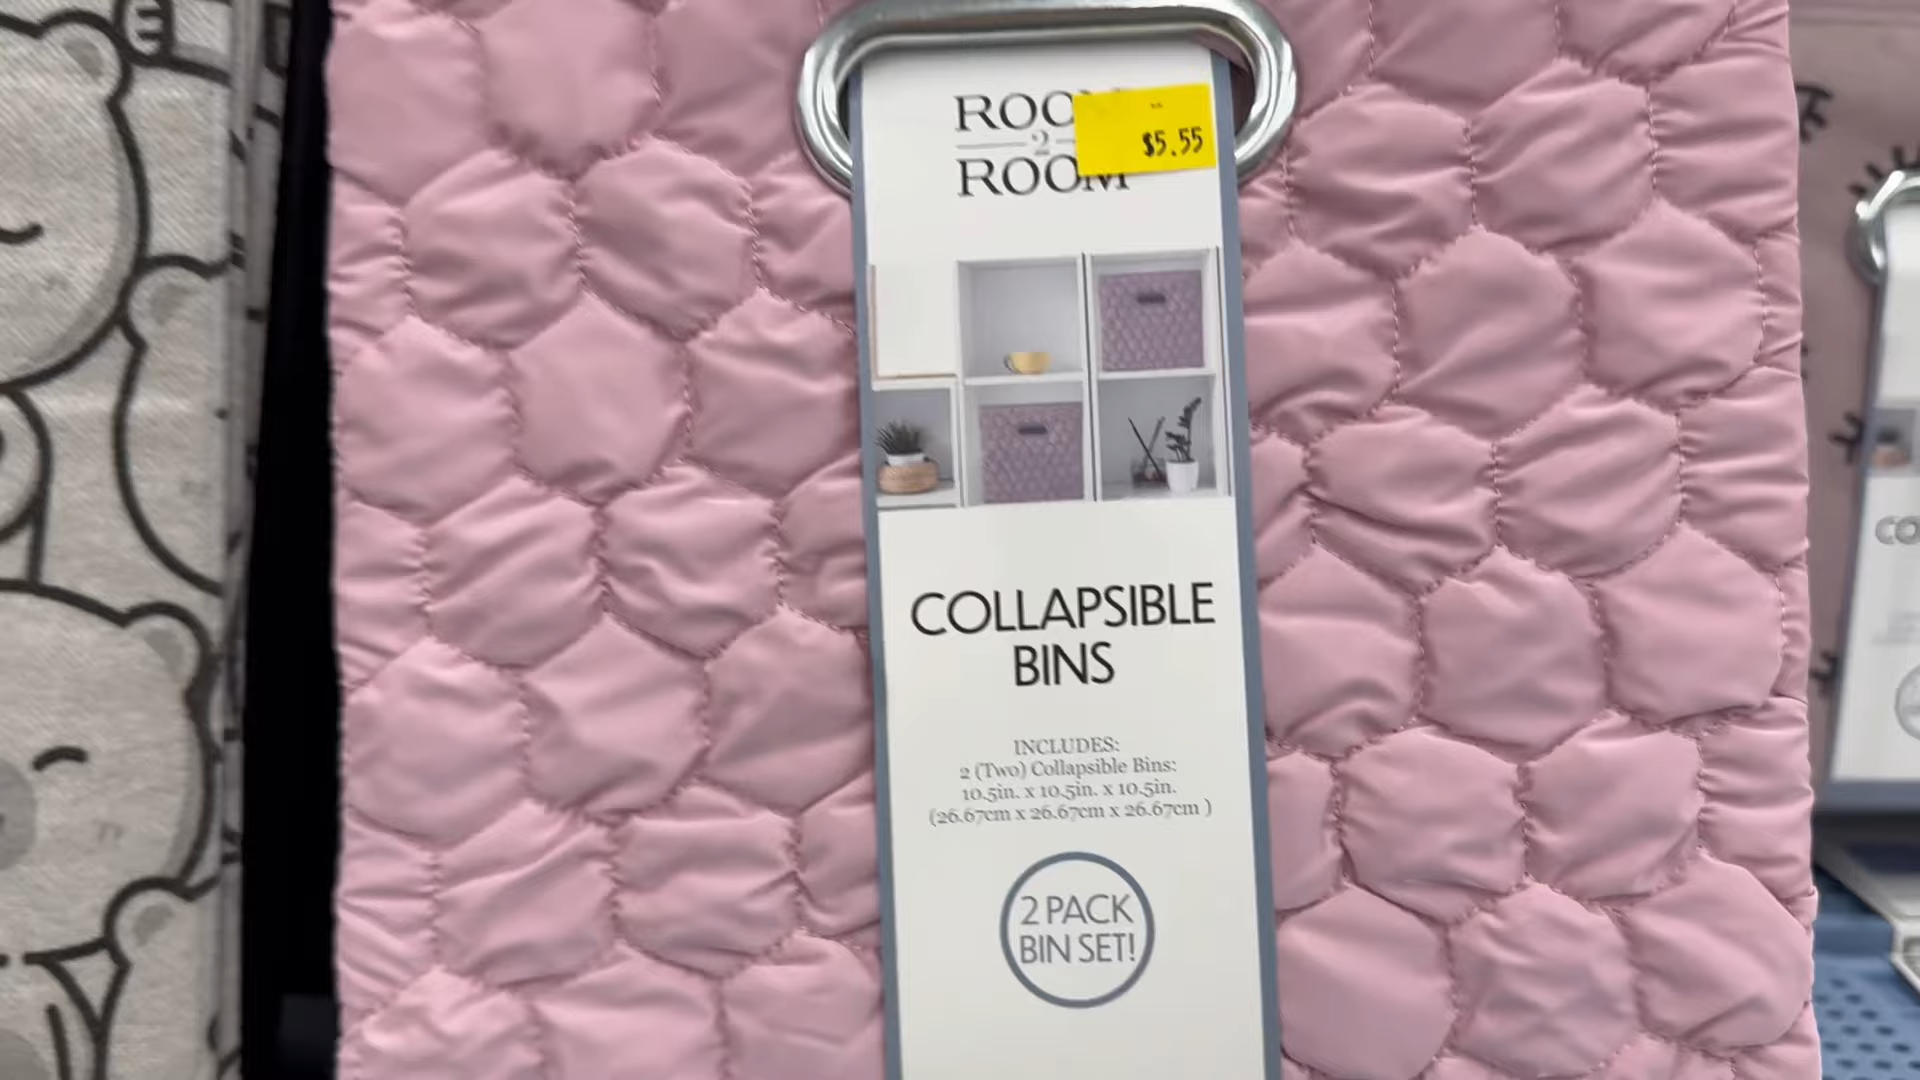 ROO
$5.55
2
ROOM
COLLAPSIBLE
BINS
INCLUDES:
2 (Two) Collapsible Bins:
10.5in. x 10.5in. x 10.5in.
(26.67cm x 26.67cm x 26.67cm )
2 PACK
BIN SET!
CO